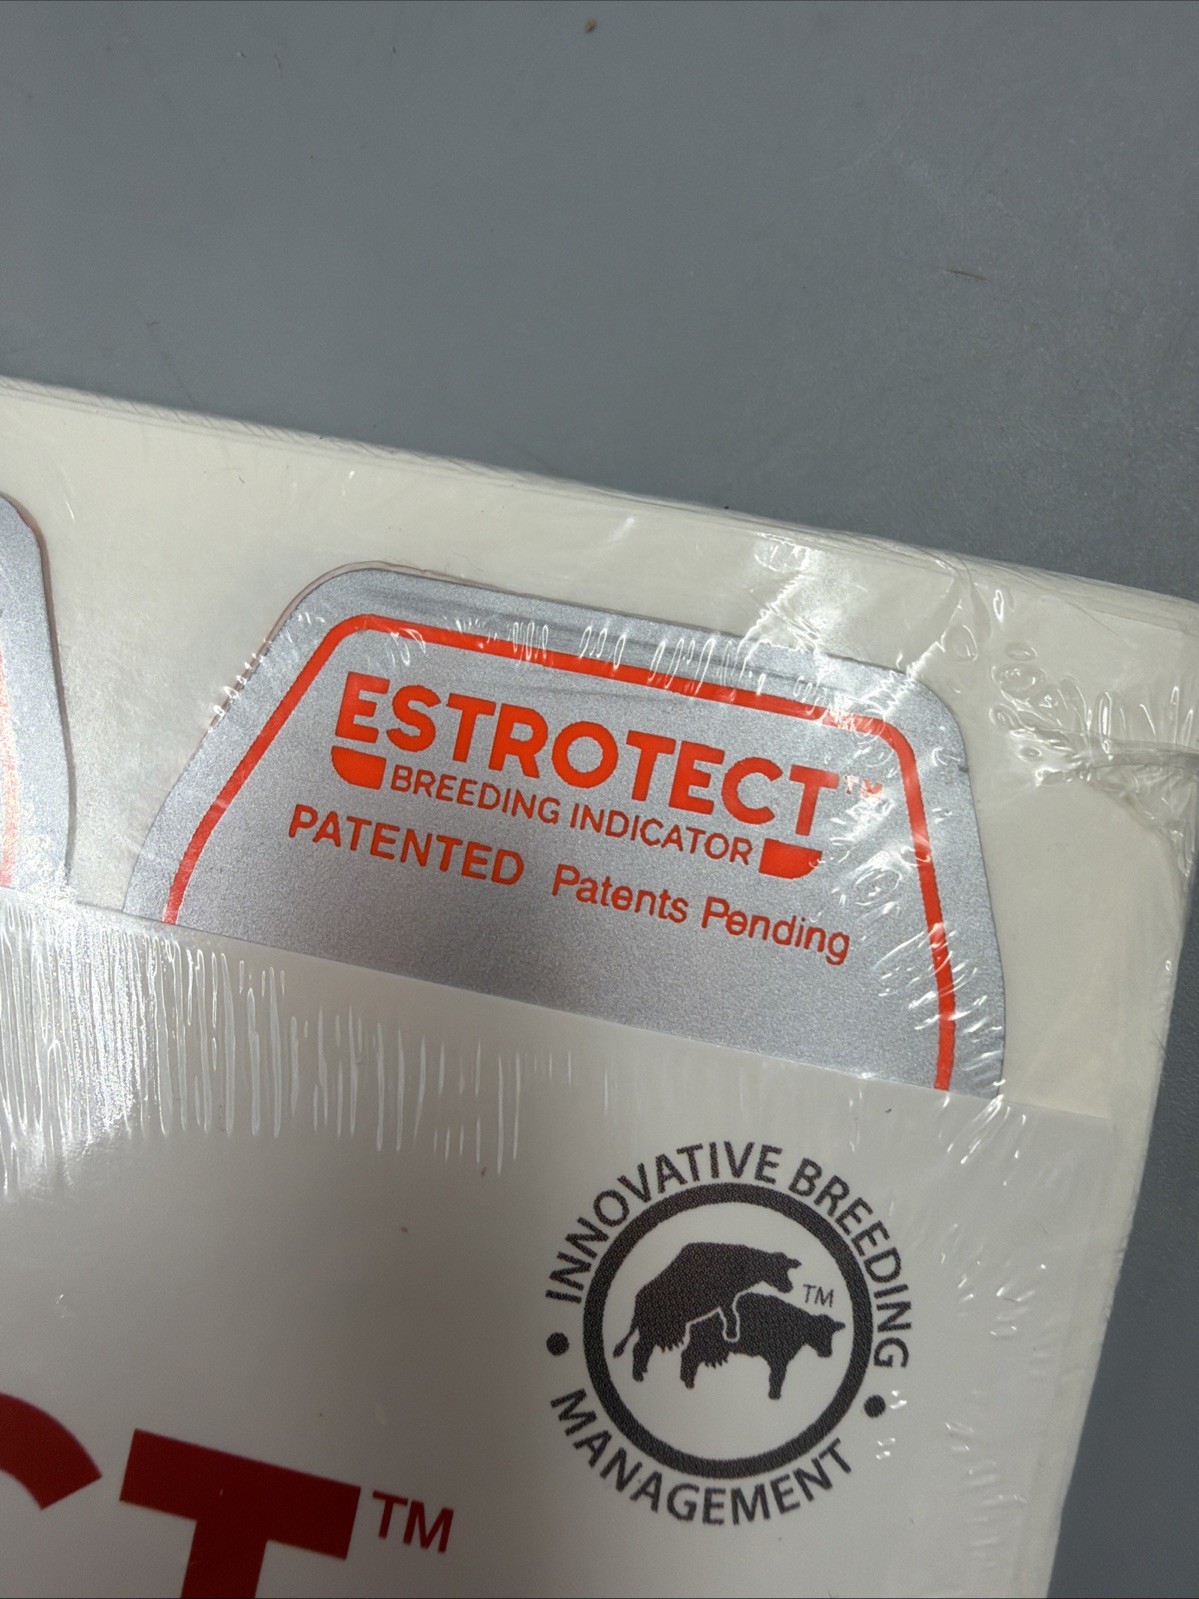 ESTROTECT™
BREEDING INDICATOR
PATENTED Patents Pending
INNOVATIVE BREEDING
TM
MANAGEMENT
CT™